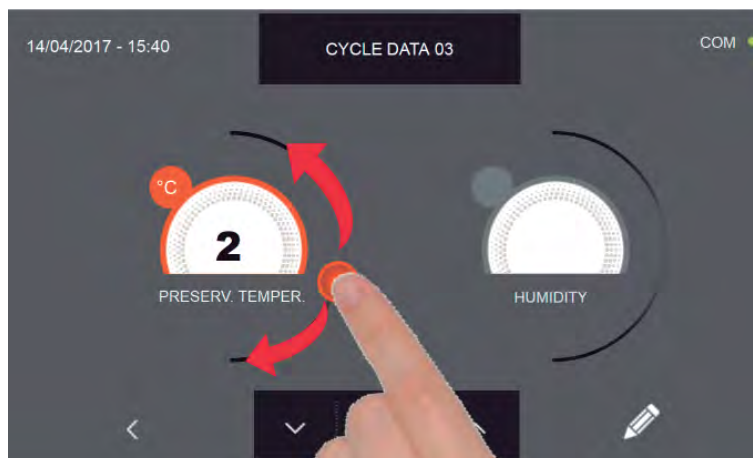 14/04/2017 - 15:40
CYCLE DATA 03
COM
°C
2
PRESERV. TEMPER.
HUMIDITY